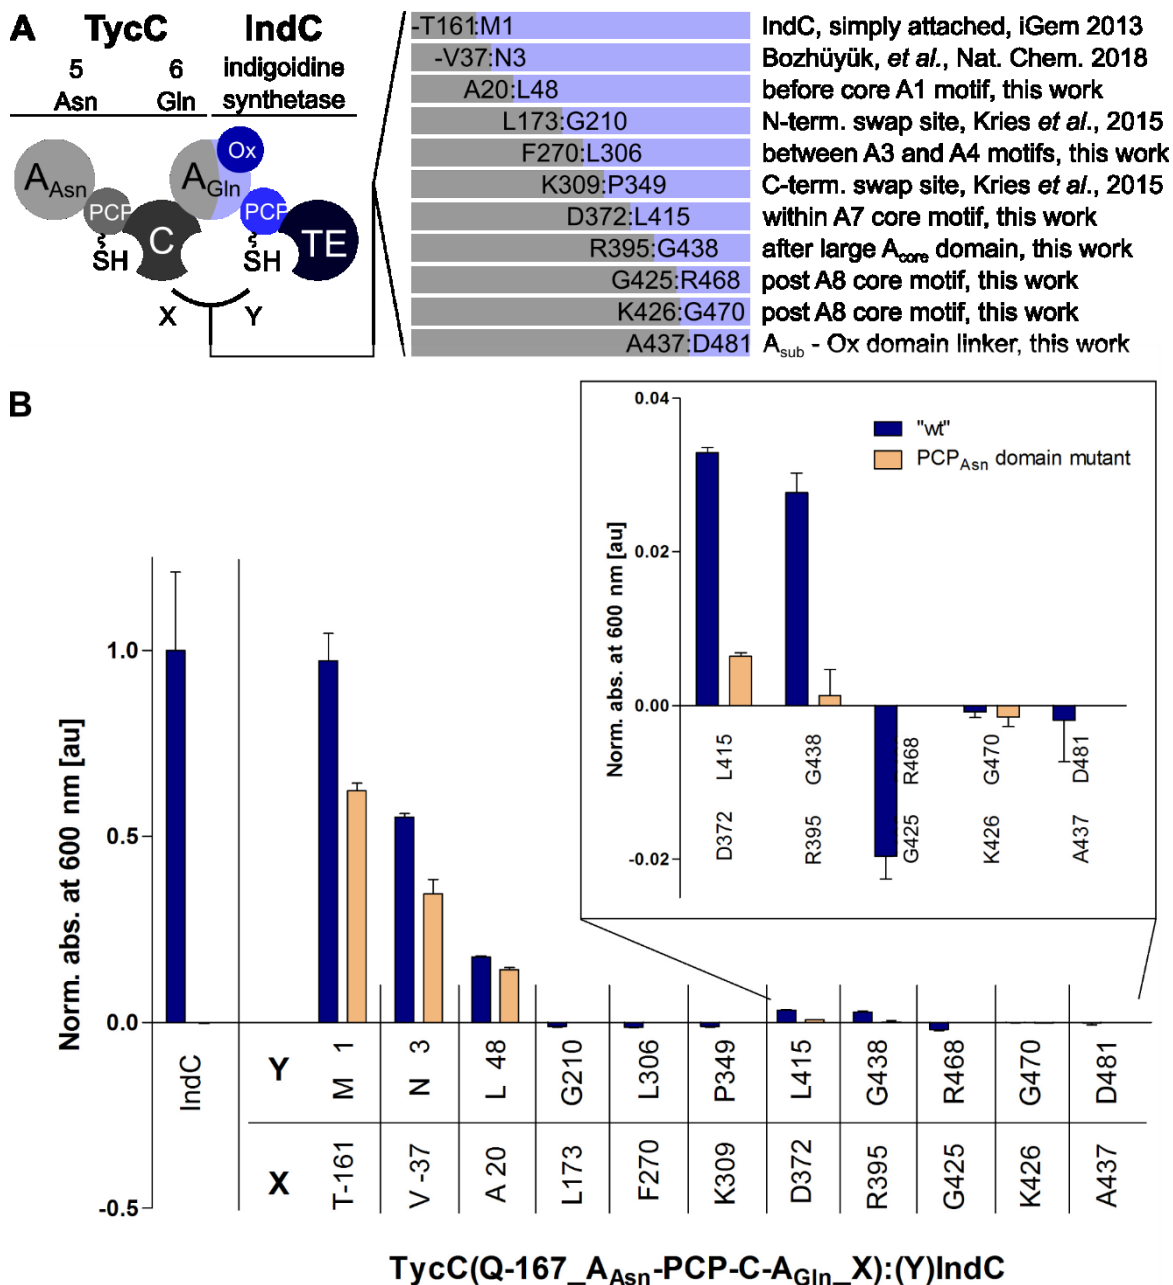 A
TycC
IndC
5
6
indigoidine
Asn
Gln
synthetase
A_Asn
PCP
SH
C
A_Gln
Ox
PCP
SH
TE
X
Y
-T161:M1 IndC, simply attached, iGem 2013
-V37:N3 Bozhüyük, et al., Nat. Chem. 2018
A20:L48 before core A1 motif, this work
L173:G210 N-term. swap site, Kries et al., 2015
F270:L306 between A3 and A4 motifs, this work
K309:P349 C-term. swap site, Kries et al., 2015
D372:L415 within A7 core motif, this work
R395:G438 after large A_core domain, this work
G425:R468 post A8 core motif, this work
K426:G470 post A8 core motif, this work
A437:D481 A_sub - Ox domain linker, this work
B
Norm. abs. at 600 nm [au]
0.04
0.02
0.00
-0.02
"wt"
PCP_Asn domain mutant
L415 G438 R468 G470 D481
D372 R395 G425 K426 A437
Norm. abs. at 600 nm [au]
1.0
0.5
0.0
-0.5
IndC
Y M 1 N 3 L 48 G210 L306 P349 L415 G438 R468 G470 D481
X T-161 V -37 A 20 L173 F270 K309 D372 R395 G425 K426 A437
TycC(Q-167_A_Asn-PCP-C-A_Gln_X):(Y)IndC